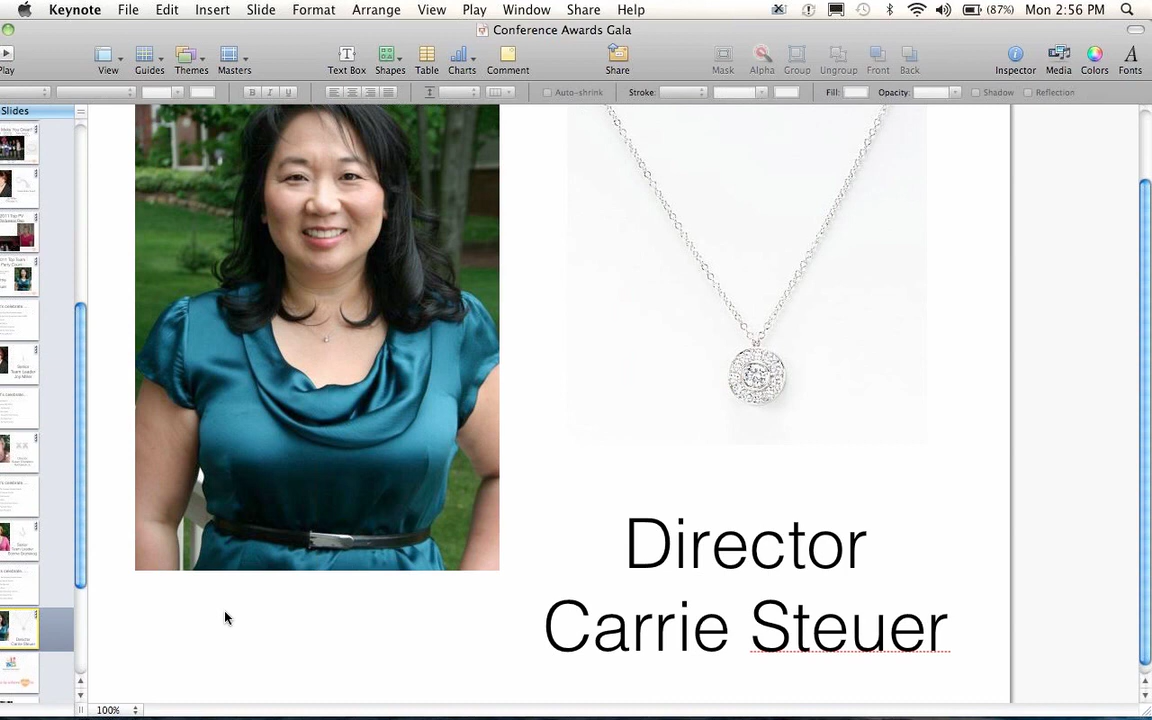 Keynote File Edit Insert Slide Format Arrange View Play Window Share Help (87%) Mon 2:56 PM
Conference Awards Gala
Play View Guides Themes Masters Text Box Shapes Table Charts Comment Share Mask Alpha Group Ungroup Front Back Inspector Media Colors Fonts
B I U Auto-shrink Stroke: Fill: Opacity: Shadow Reflection
Slides
Director
Carrie Steuer
100%